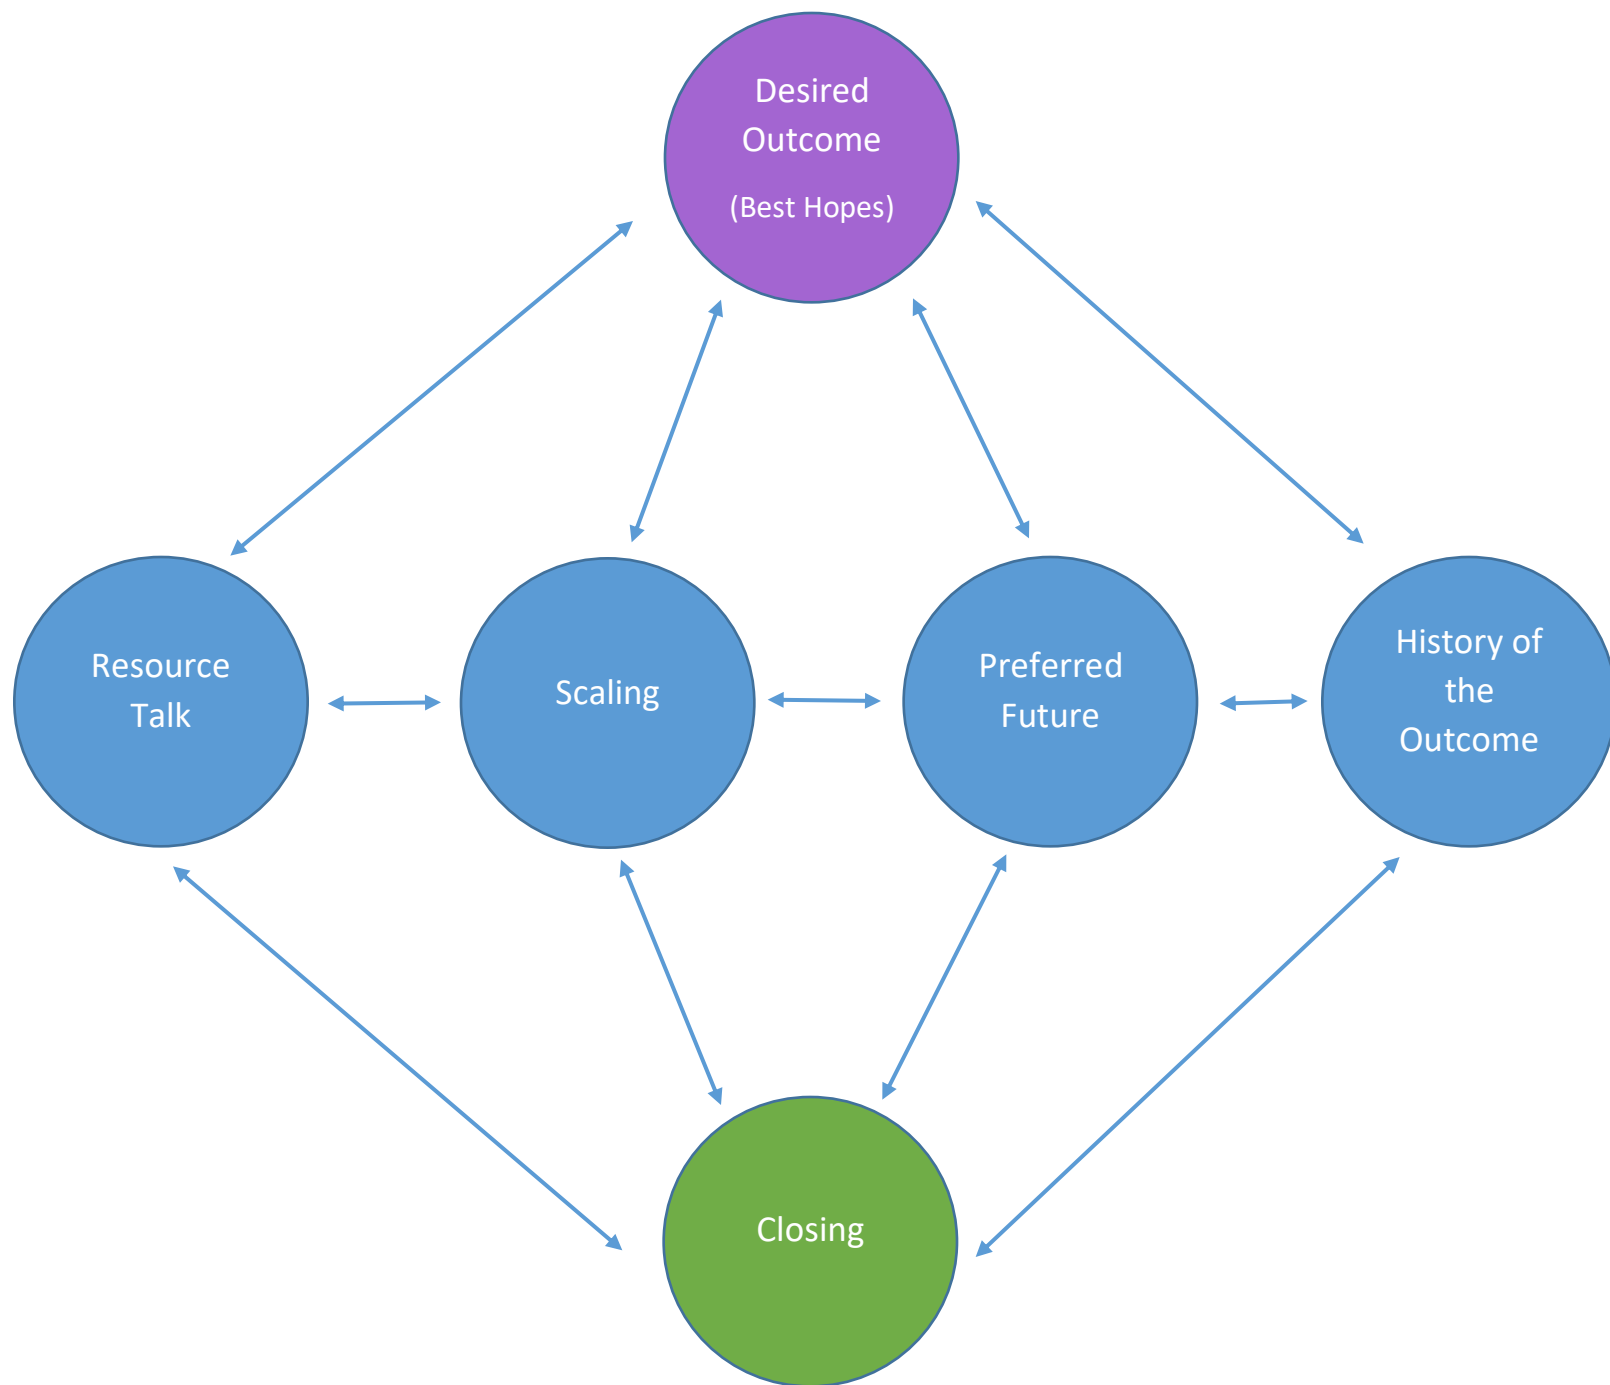 Desired
Outcome
(Best Hopes)
Resource
Talk
Scaling
Preferred
Future
History of
the
Outcome
Closing